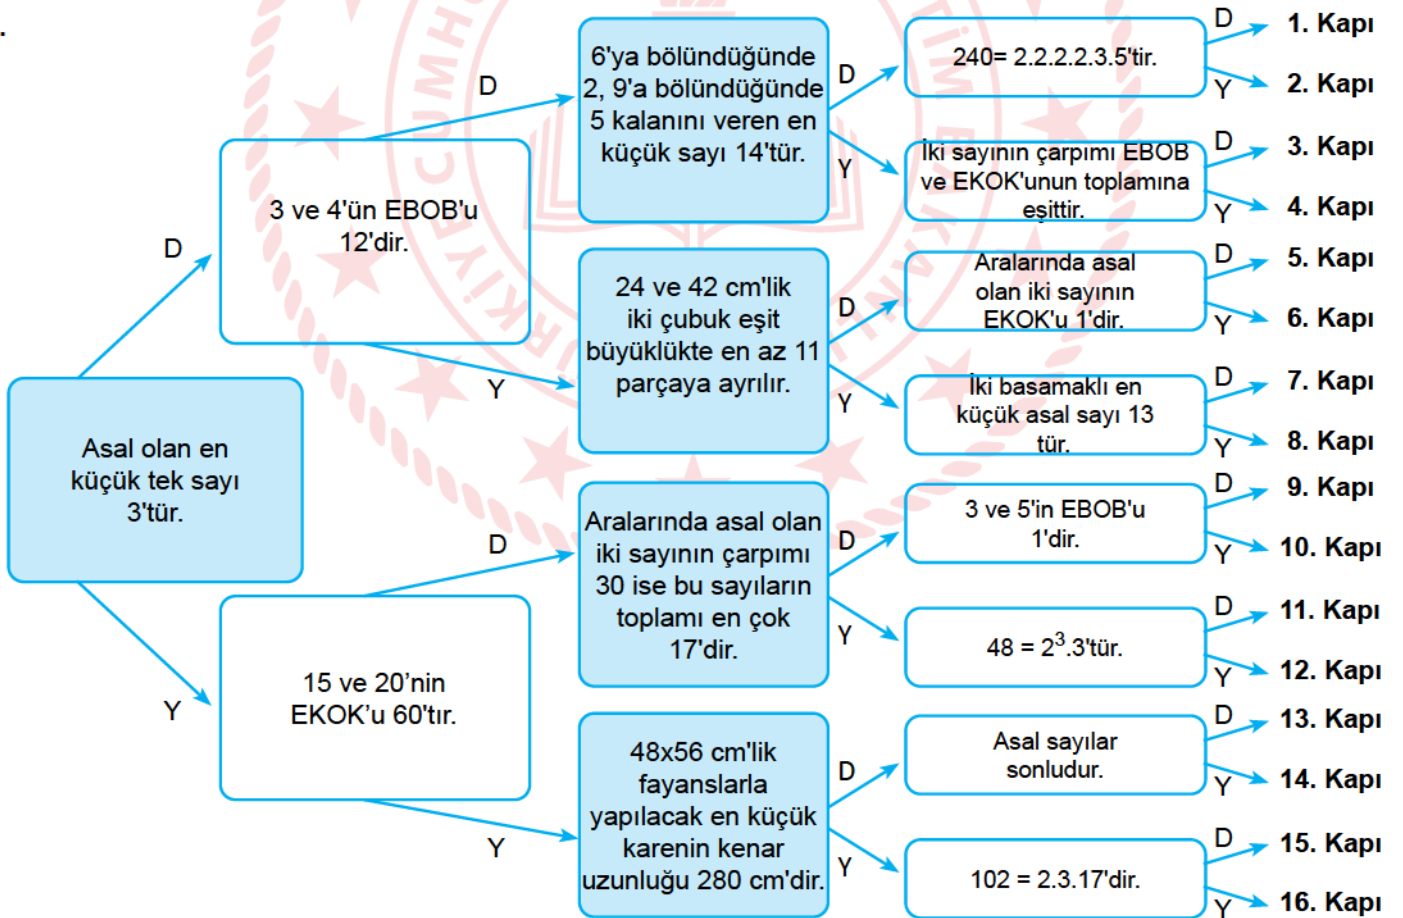 .
Asal olan en
küçük tek sayı
3'tür.
D
Y
3 ve 4'ün EBOB'u
12'dir.
D
Y
15 ve 20’nin
EKOK’u 60'tır.
D
Y
6'ya bölündüğünde
2, 9'a bölündüğünde
5 kalanını veren en
küçük sayı 14'tür.
D
Y
24 ve 42 cm'lik
iki çubuk eşit
büyüklükte en az 11
parçaya ayrılır.
D
Y
Aralarında asal olan
iki sayının çarpımı
30 ise bu sayıların
toplamı en çok
17'dir.
D
Y
48x56 cm'lik
fayanslarla
yapılacak en küçük
karenin kenar
uzunluğu 280 cm'dir.
D
Y
240= 2.2.2.2.3.5'tir.
D
Y
İki sayının çarpımı EBOB
ve EKOK'unun toplamına
eşittir.
D
Y
Aralarında asal
olan iki sayının
EKOK'u 1'dir.
D
Y
İki basamaklı en
küçük asal sayı 13
tür.
D
Y
3 ve 5'in EBOB'u
1'dir.
D
Y
48 = 2³.3'tür.
D
Y
Asal sayılar
sonludur.
D
Y
102 = 2.3.17'dir.
D
Y
1. Kapı
2. Kapı
3. Kapı
4. Kapı
5. Kapı
6. Kapı
7. Kapı
8. Kapı
9. Kapı
10. Kapı
11. Kapı
12. Kapı
13. Kapı
14. Kapı
15. Kapı
16. Kapı